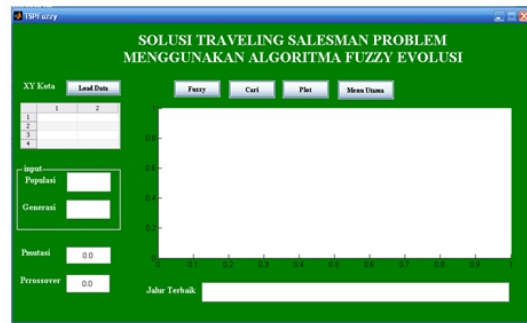 TSPFuzzy
SOLUSI TRAVELING SALESMAN PROBLEM
MENGGUNAKAN ALGORITMA FUZZY EVOLUSI
XY Kota
Load Data
Fuzzy
Cari
Plot
Menu Utama
1 2
1
2
3
4
input
Populasi
Generasi
Pmutasi 0.0
Pcrossover 0.0
1
0.8
0.6
0.4
0.2
0
0 0.1 0.2 0.3 0.4 0.5 0.6 0.7 0.8 0.9 1
Jalur Terbaik